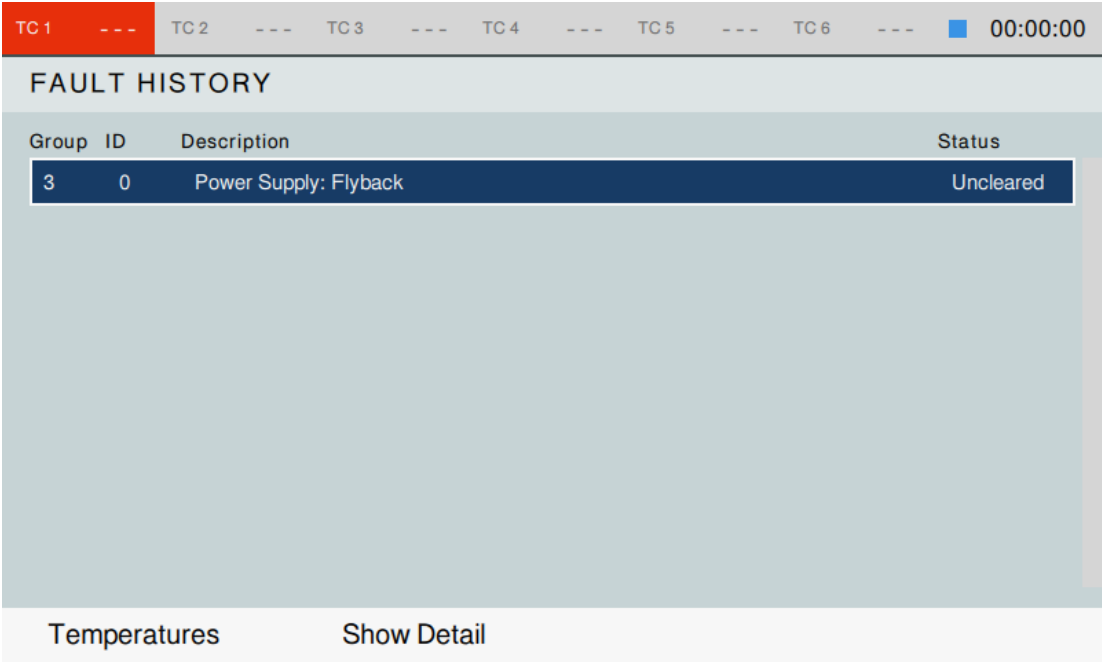 TC 1 - - - TC 2 - - - TC 3 - - - TC 4 - - - TC 5 - - - TC 6 - - - 00:00:00
FAULT HISTORY
Group ID Description Status
3 0 Power Supply: Flyback Uncleared
Temperatures Show Detail